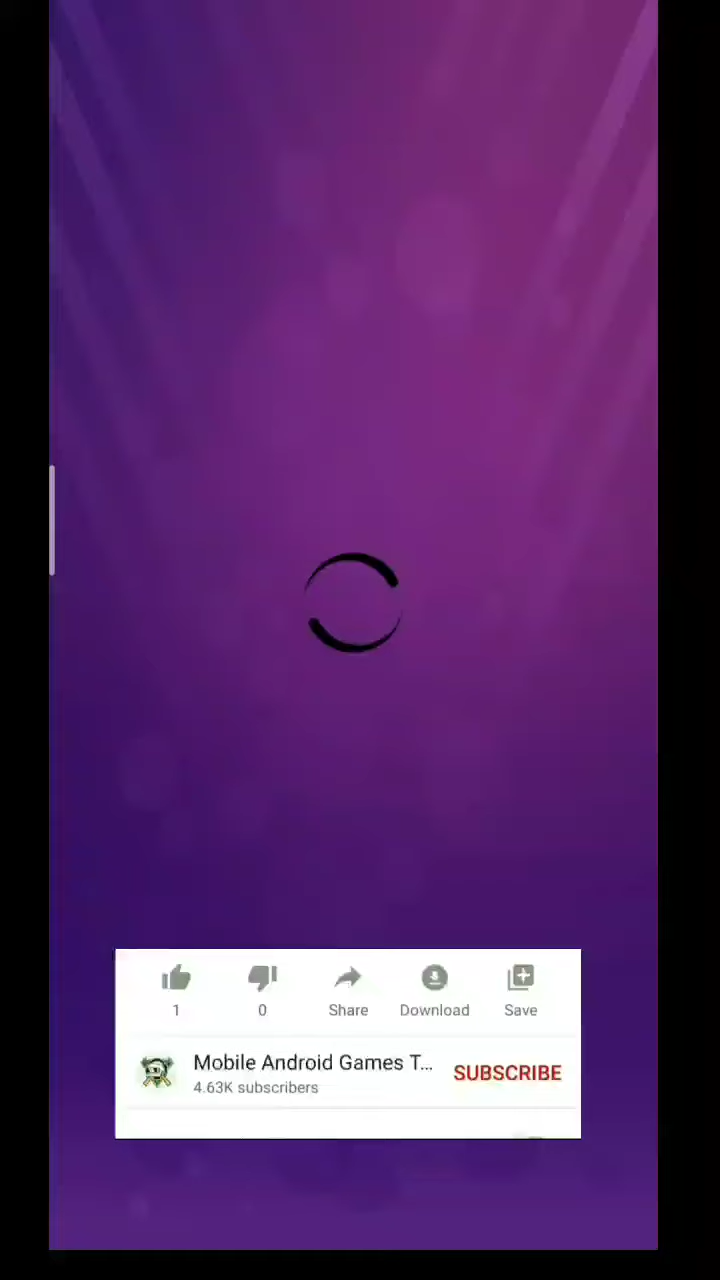 1
0
Share
Download
Save
Mobile Android Games T...
SUBSCRIBE
4.63K subscribers